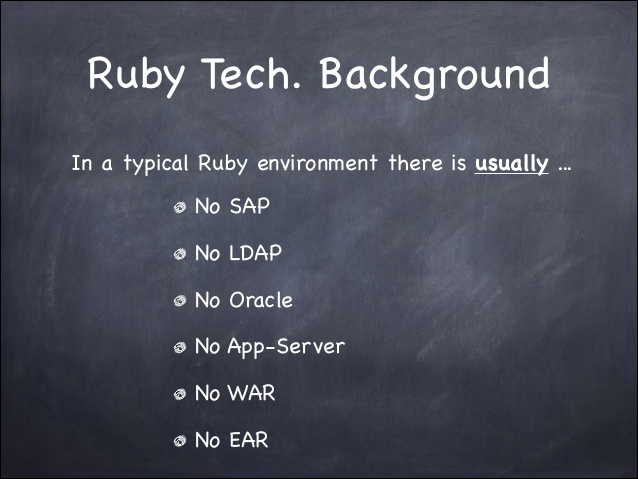 Ruby Tech. Background
In a typical Ruby environment there is usually ...
No SAP
No LDAP
No Oracle
No App-Server
No WAR
No EAR